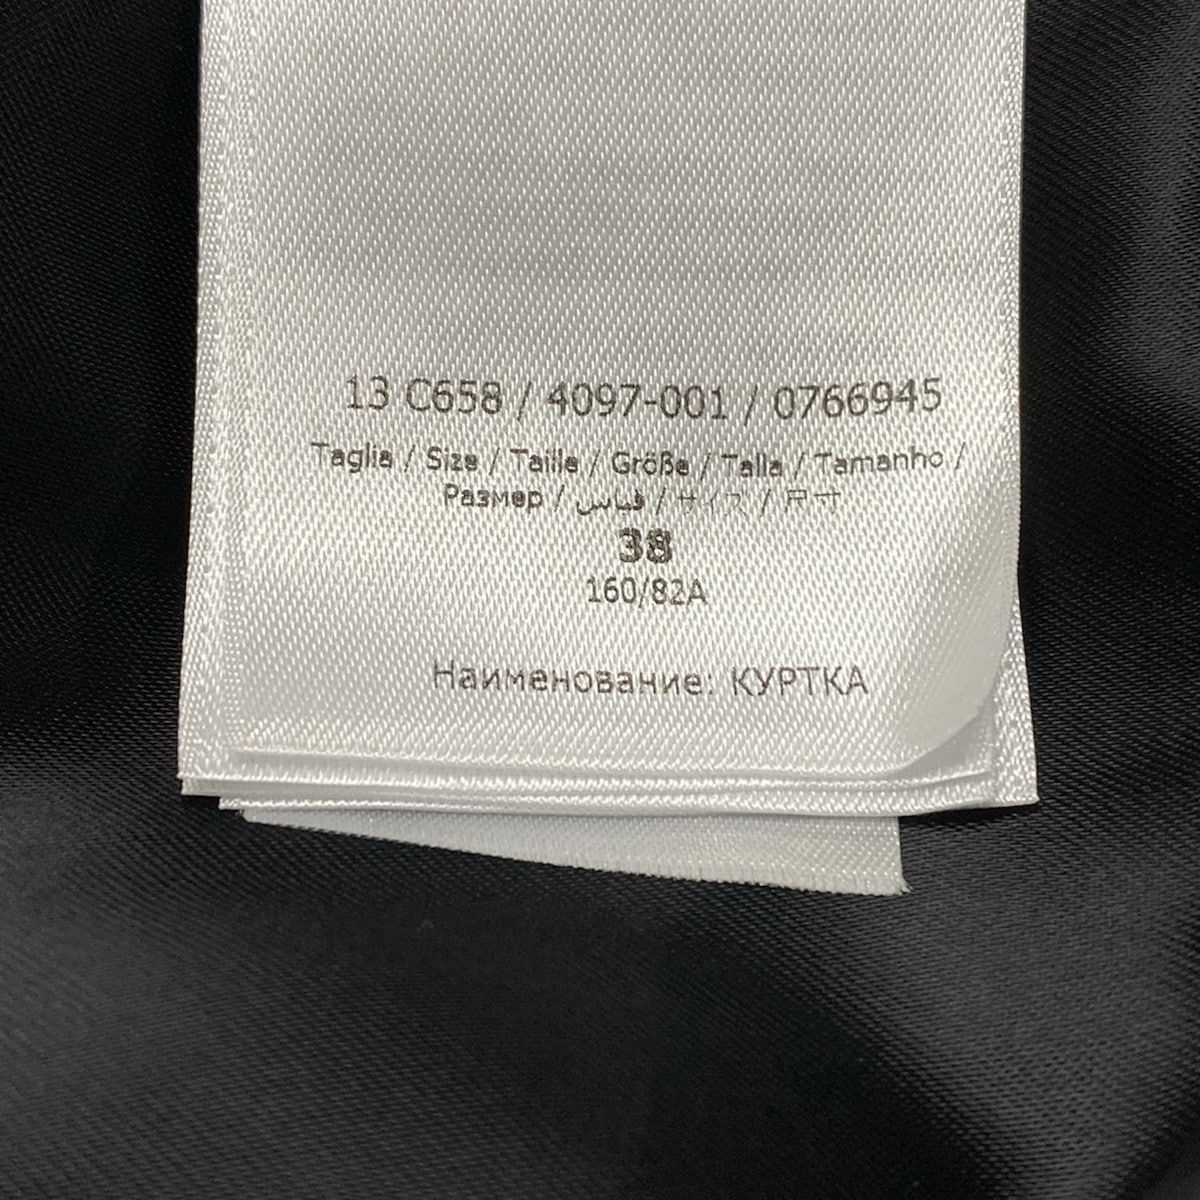 13 C658 / 4097-001 / 0766945
Taglia / Size / Taille / Größe / Talla / Tamanho /
Размер / قياس / サイズ / 尺寸
38
160/82A
Наименование: КУРТКА